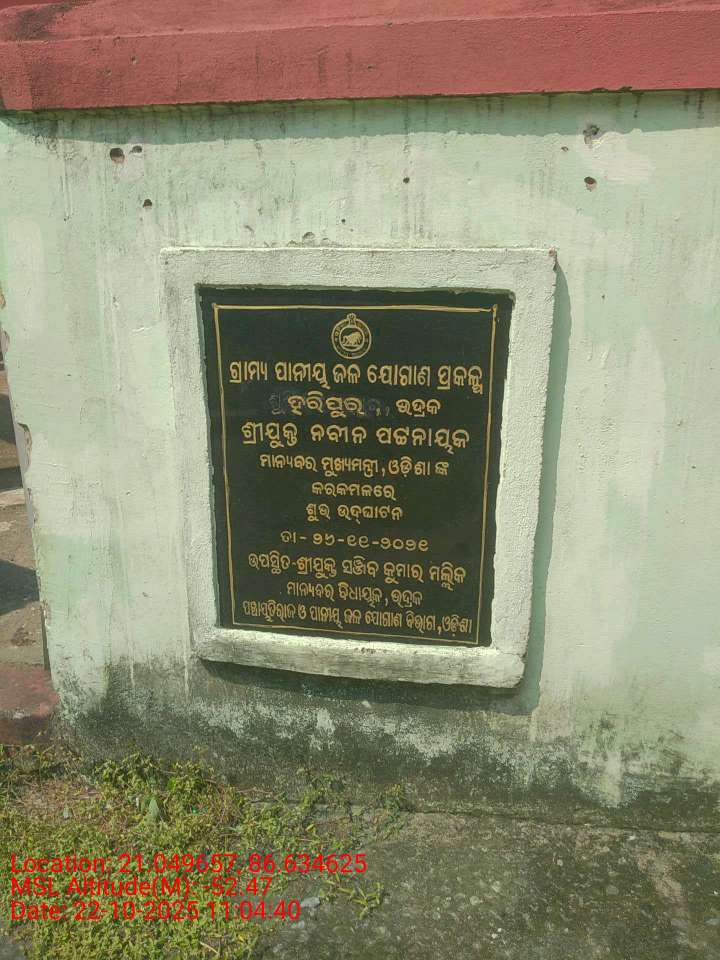 ଗ୍ରାମ୍ୟ ପାନୀୟ ଜଳ ଯୋଗାଣ ପ୍ରକଳ୍ପ
ହରିପୁର, ଭଦ୍ରକ
ଶ୍ରୀଯୁକ୍ତ ନବୀନ ପଟ୍ଟନାୟକ
ମାନ୍ୟବର ମୁଖ୍ୟମନ୍ତ୍ରୀ, ଓଡ଼ିଶା ଙ୍କ
କରକମଳରେ
ଶୁଭ ଉଦ୍‌ଘାଟନ
ତା - ୨୬-୧୧-୨୦୨୧
ଉପସ୍ଥିତ-ଶ୍ରୀଯୁକ୍ତ ସଞ୍ଜିବ କୁମାର ମଲ୍ଲିକ
ମାନ୍ୟବର ବିଧାୟକ, ଭଦ୍ରକ
ପଞ୍ଚାୟତିରାଜ ଓ ପାନୀୟ ଜଳ ଯୋଗାଣ ବିଭାଗ, ଓଡ଼ିଶା
Location: 21.049657, 86.634625
MSL Altitude(M): -52.47
Date: 22-10-2025 11:04:40